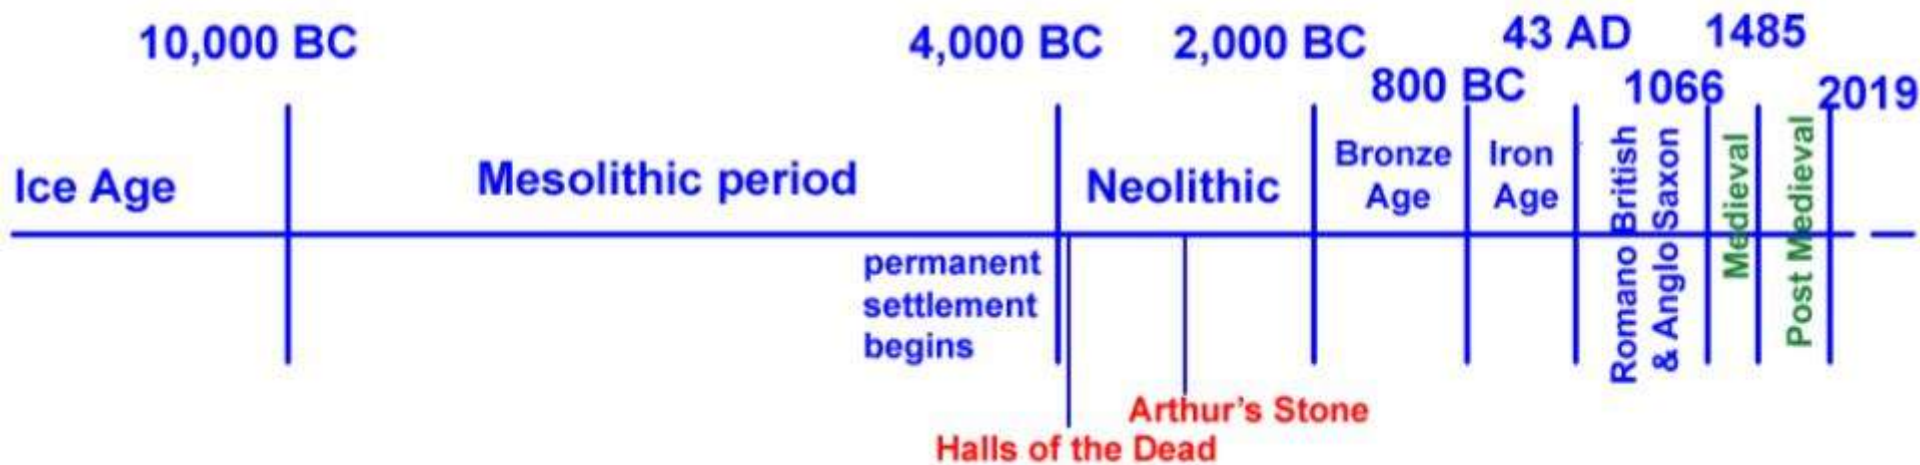 10,000 BC
4,000 BC
2,000 BC
43 AD
1485
800 BC
1066
2019
Ice Age
Mesolithic period
Neolithic
Bronze
Age
Iron
Age
Romano British
& Anglo Saxon
Medieval
Post Medieval
permanent
settlement
begins
Arthur's Stone
Halls of the Dead